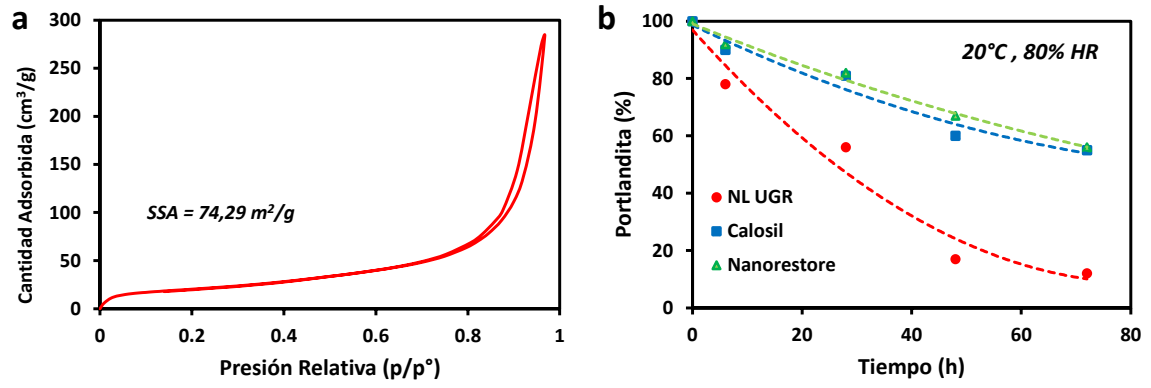 a
300
250
200
150
100
50
0
Cantidad Adsorbida (cm³/g)
SSA = 74,29 m²/g
0
0.2
0.4
0.6
0.8
1
Presión Relativa (p/p°)
b
100
80
60
40
20
0
Portlandita (%)
20°C , 80% HR
NL UGR
Calosil
Nanorestore
0
20
40
60
80
Tiempo (h)